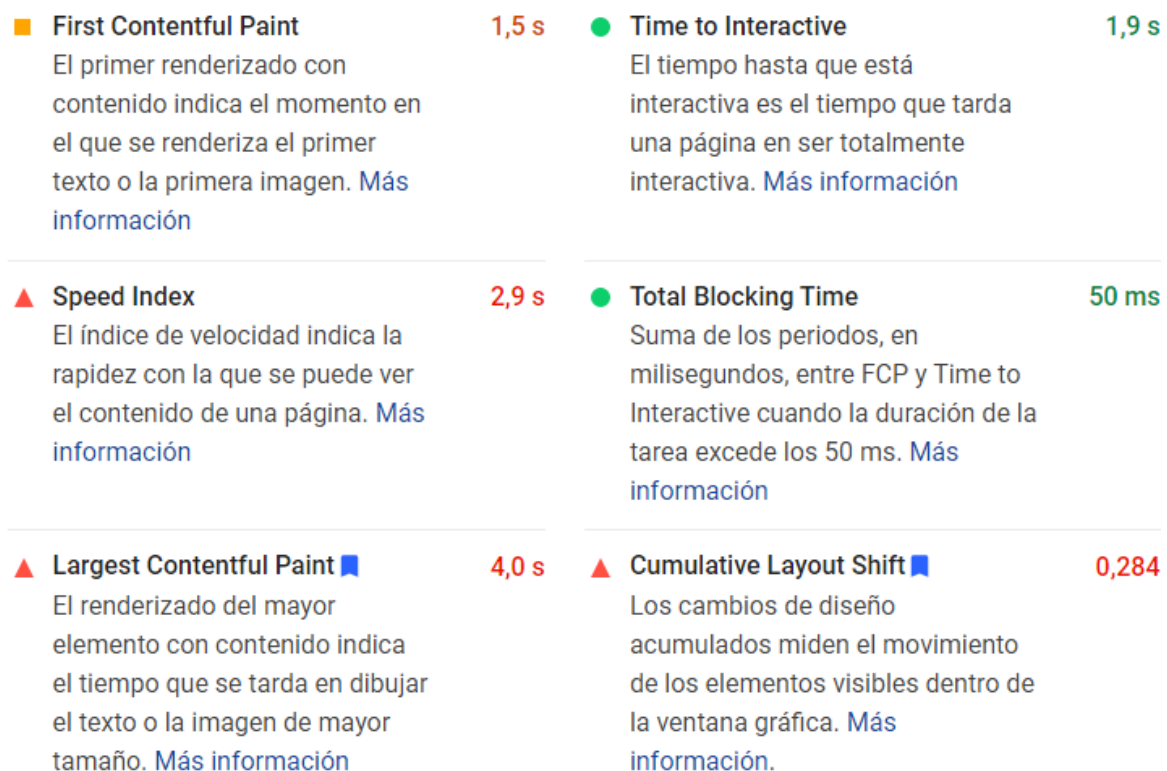 First Contentful Paint 1,5 s
El primer renderizado con
contenido indica el momento en
el que se renderiza el primer
texto o la primera imagen. Más
información
Time to Interactive 1,9 s
El tiempo hasta que está
interactiva es el tiempo que tarda
una página en ser totalmente
interactiva. Más información
Speed Index 2,9 s
El índice de velocidad indica la
rapidez con la que se puede ver
el contenido de una página. Más
información
Total Blocking Time 50 ms
Suma de los periodos, en
milisegundos, entre FCP y Time to
Interactive cuando la duración de la
tarea excede los 50 ms. Más
información
Largest Contentful Paint 4,0 s
El renderizado del mayor
elemento con contenido indica
el tiempo que se tarda en dibujar
el texto o la imagen de mayor
tamaño. Más información
Cumulative Layout Shift 0,284
Los cambios de diseño
acumulados miden el movimiento
de los elementos visibles dentro de
la ventana gráfica. Más
información.